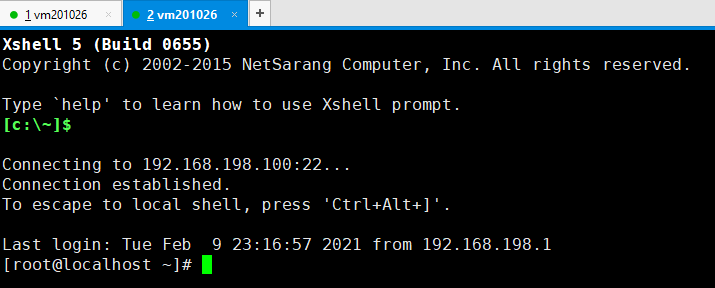 1 vm201026 × 2 vm201026 × +
Xshell 5 (Build 0655)
Copyright (c) 2002-2015 NetSarang Computer, Inc. All rights reserved.
Type `help' to learn how to use Xshell prompt.
[c:\~]$
Connecting to 192.168.198.100:22...
Connection established.
To escape to local shell, press 'Ctrl+Alt+]'.
Last login: Tue Feb  9 23:16:57 2021 from 192.168.198.1
[root@localhost ~]#